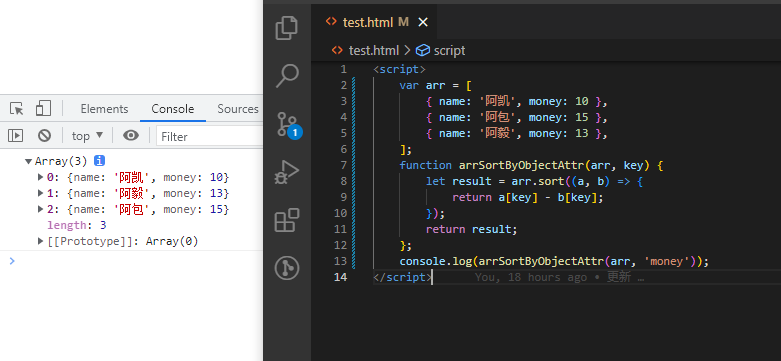 Elements Console Sources
top Filter
Array(3) i
0: {name: '阿凯', money: 10}
1: {name: '阿毅', money: 13}
2: {name: '阿包', money: 15}
length: 3
[[Prototype]]: Array(0)
test.html M
test.html > script
1
1 <script>
2 var arr = [
3 { name: '阿凯', money: 10 },
4 { name: '阿包', money: 15 },
5 { name: '阿毅', money: 13 },
6 ];
7 function arrSortByObjectAttr(arr, key) {
8 let result = arr.sort((a, b) => {
9 return a[key] - b[key];
10 });
11 return result;
12 };
13 console.log(arrSortByObjectAttr(arr, 'money'));
14 </script> You, 18 hours ago • 更新 …